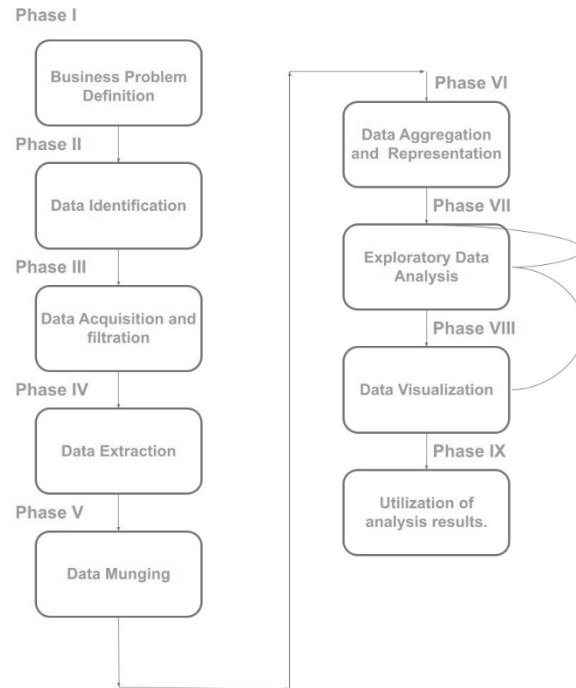 Phase I
Business Problem
Definition
Phase II
Data Identification
Phase III
Data Acquisition and
filtration
Phase IV
Data Extraction
Phase V
Data Munging
Phase VI
Data Aggregation
and Representation
Phase VII
Exploratory Data
Analysis
Phase VIII
Data Visualization
Phase IX
Utilization of
analysis results.